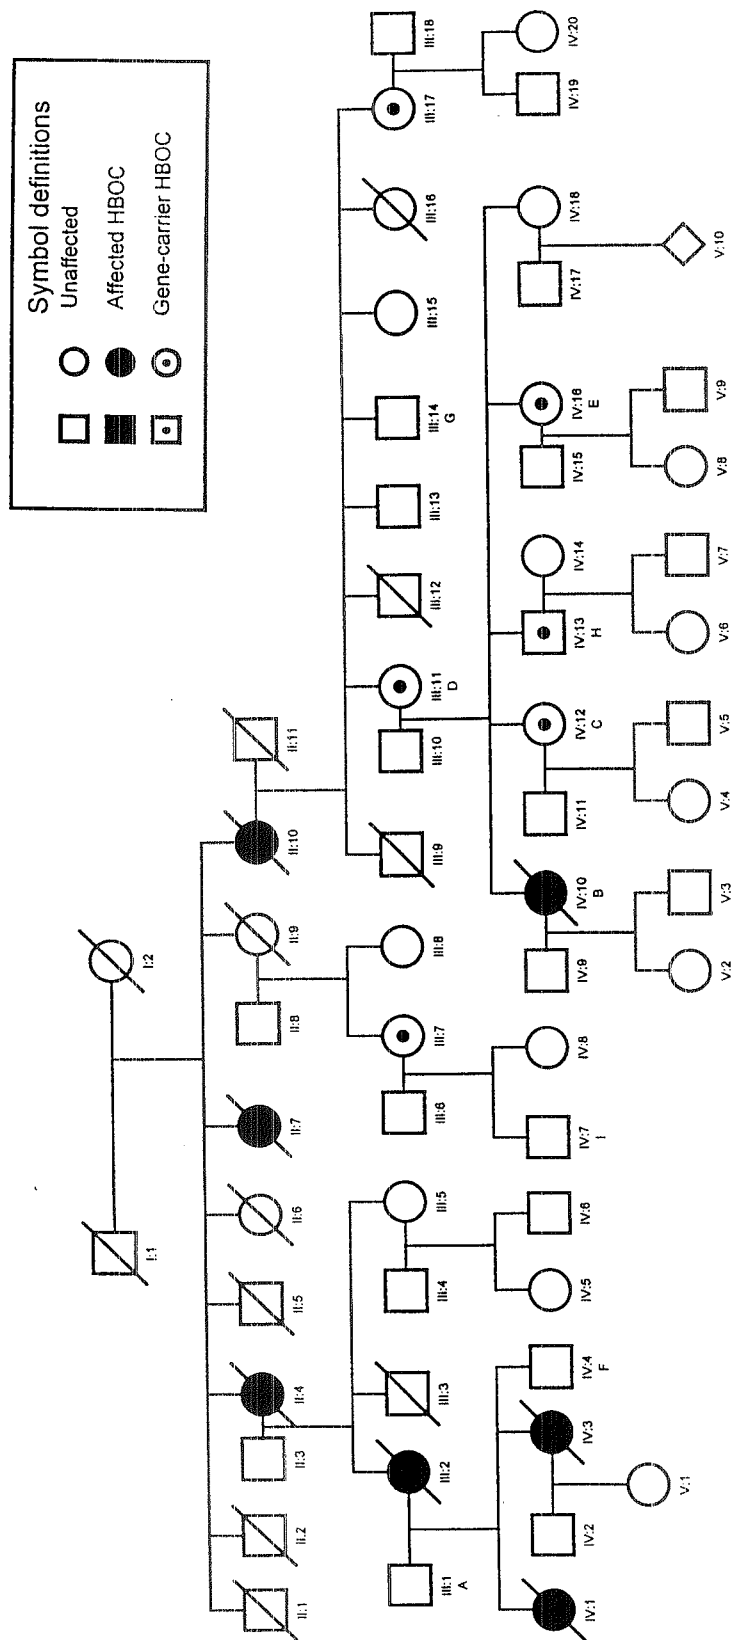 Symbol definitions
Unaffected
Affected HBOC
Gene-carrier HBOC
I:1
I:2
II:1
II:2
II:3
II:4
II:5
II:6
II:7
II:8
II:9
II:10
II:11
III:1
A
III:2
III:3
III:4
III:5
III:6
III:7
III:8
III:9
III:10
III:11
D
III:12
III:13
III:14
G
III:15
III:16
III:17
III:18
IV:1
IV:2
IV:3
IV:4
F
IV:5
IV:6
IV:7
I
IV:8
IV:9
IV:10
B
IV:11
IV:12
C
IV:13
H
IV:14
IV:15
IV:16
E
IV:17
IV:18
IV:19
IV:20
V:1
V:2
V:3
V:4
V:5
V:6
V:7
V:8
V:9
V:10